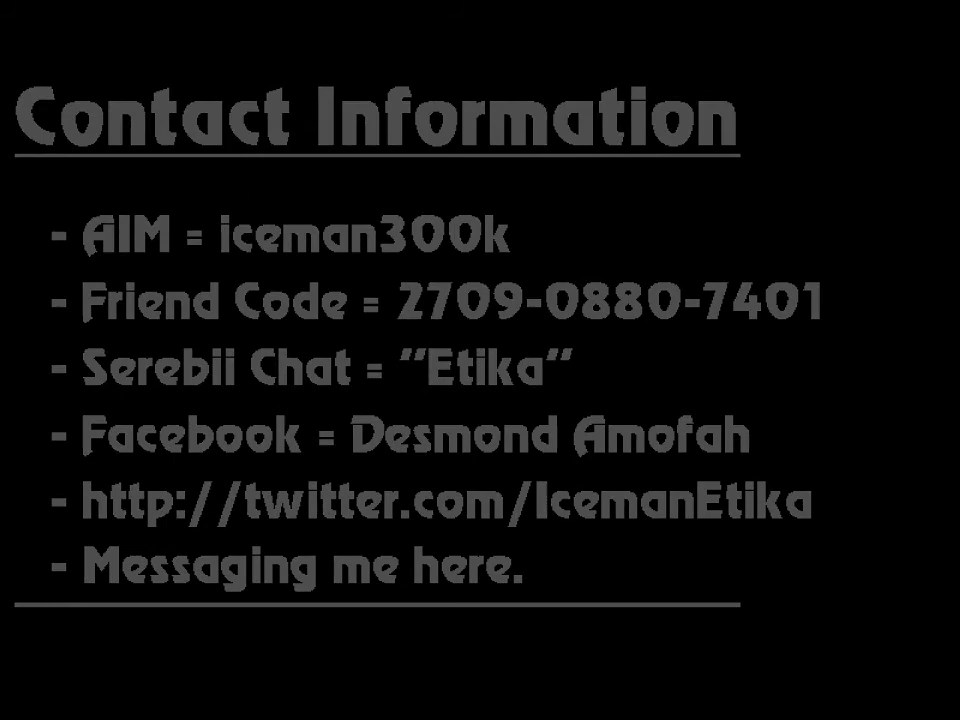 Contact Information
- AIM = iceman300k
- Friend Code = 2709-0880-7401
- Serebii Chat = "Etika"
- Facebook = Desmond Amofah
- http://twitter.com/IcemanEtika
- Messaging me here.